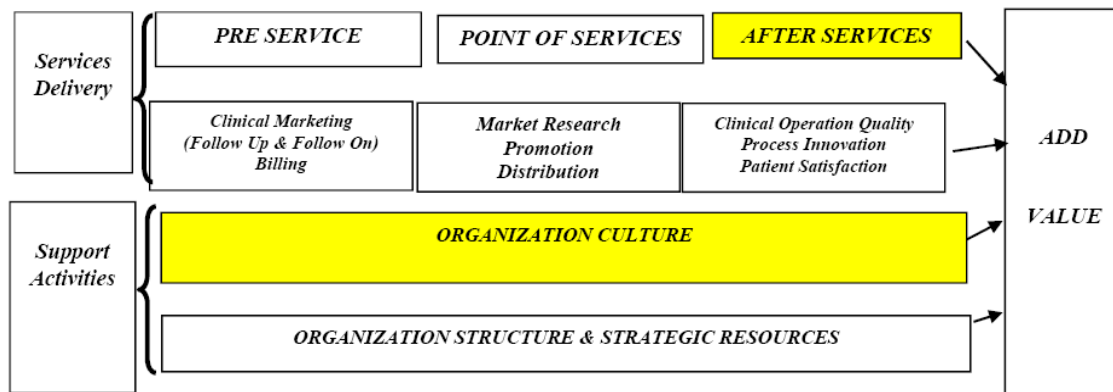 PRE SERVICE
POINT OF SERVICES
AFTER SERVICES
Services
Delivery
Clinical Marketing
(Follow Up & Follow On)
Billing
Market Research
Promotion
Distribution
Clinical Operation Quality
Process Innovation
Patient Satisfaction
ADD
VALUE
Support
Activities
ORGANIZATION CULTURE
ORGANIZATION STRUCTURE & STRATEGIC RESOURCES